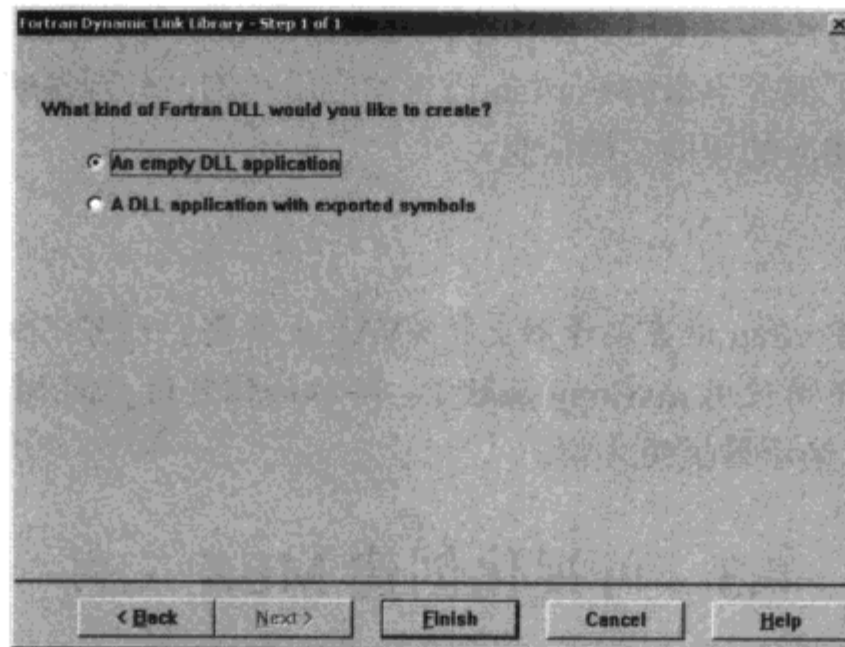 Fortran Dynamic Link Library - Step 1 of 1
What kind of Fortran DLL would you like to create?
An empty DLL application
A DLL application with exported symbols
< Back Next > Finish Cancel Help